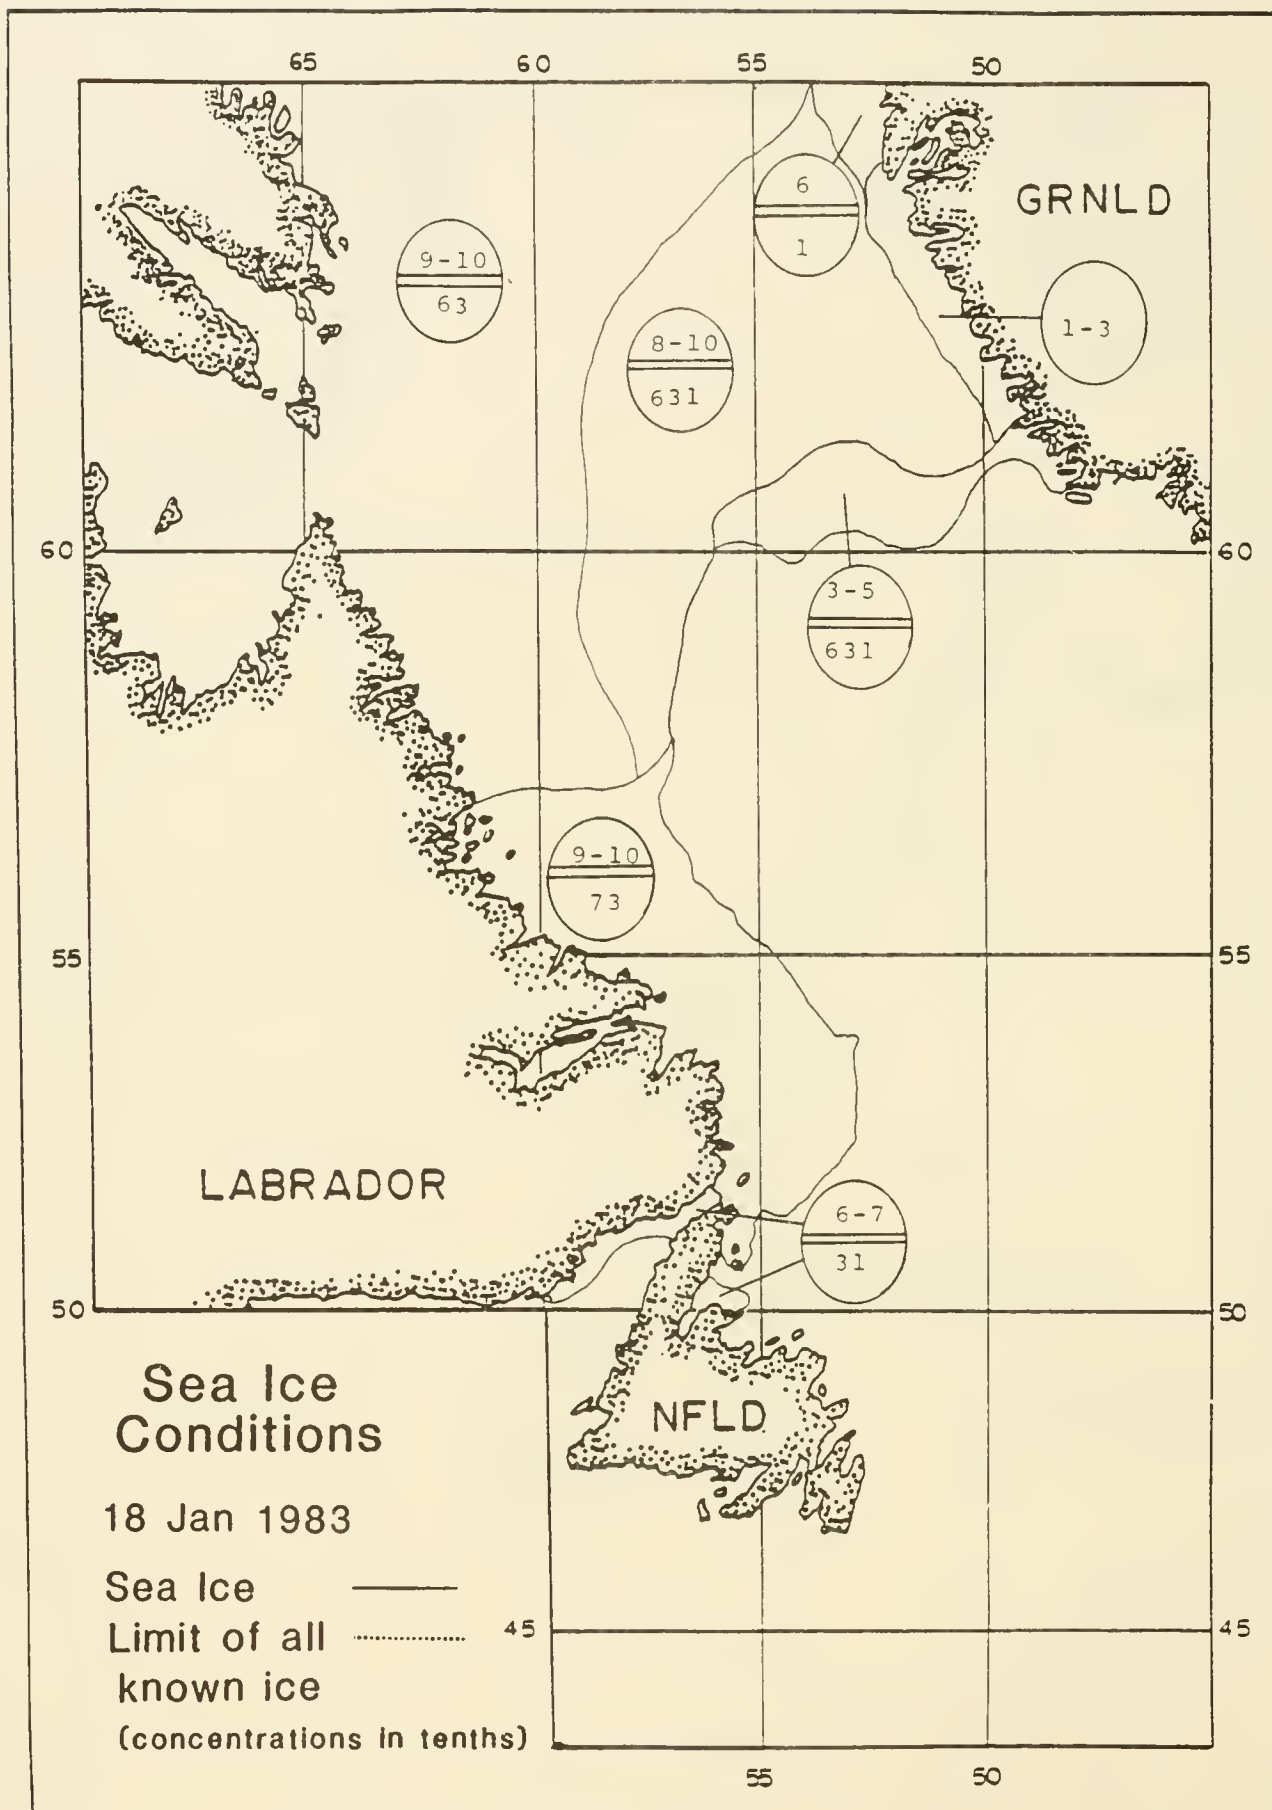 65 60 55 50
GRNLD
6
1
9-10
63
1-3
8-10
631
60 60
3-5
631
9-10
73
55 55
LABRADOR
6-7
31
50 50
NFLD
Sea Ice
Conditions
18 Jan 1983
Sea Ice
Limit of all
known ice
(concentrations in tenths)
45 45
55 50